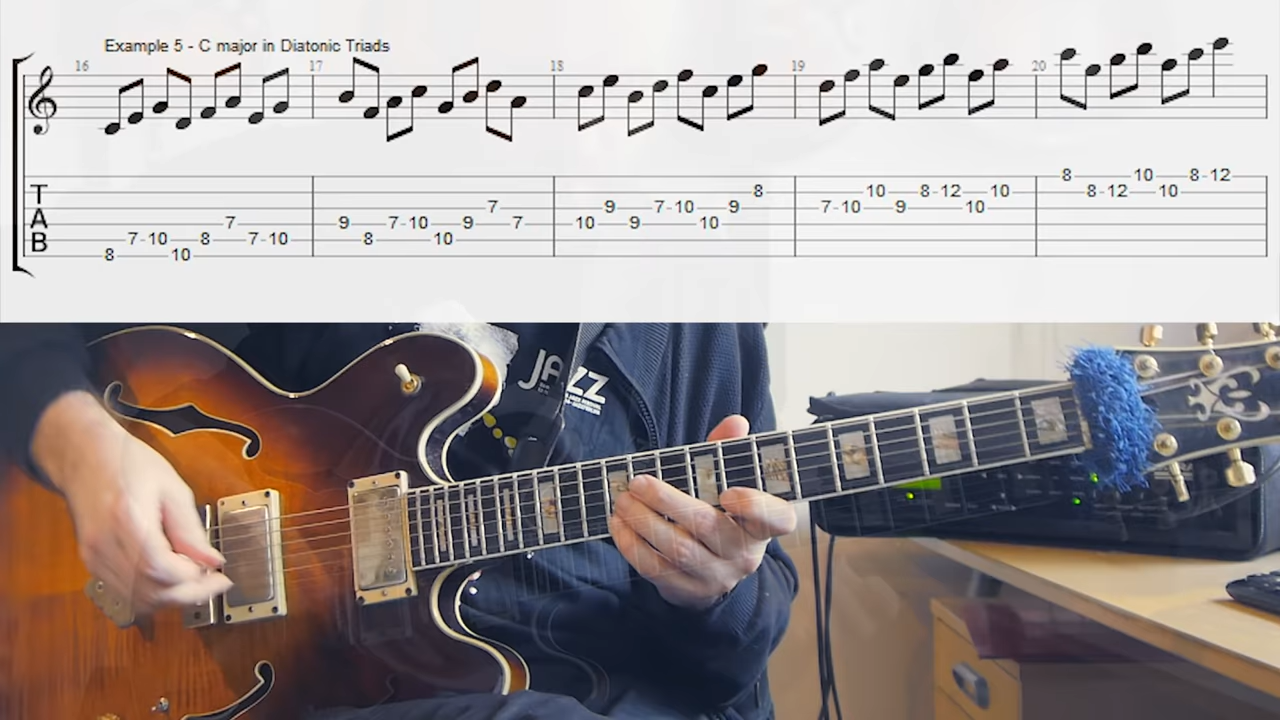 Example 5 - C major in Diatonic Triads
16 17 18 19 20
T
A
B
8 7-10 10 8 7 7-10 9 8 7-10 10 9 7 7 10 9 9 7-10 10 9 8 7-10 10 9 8-12 10 10 8 8-12 10 10 8-12
JAZZ